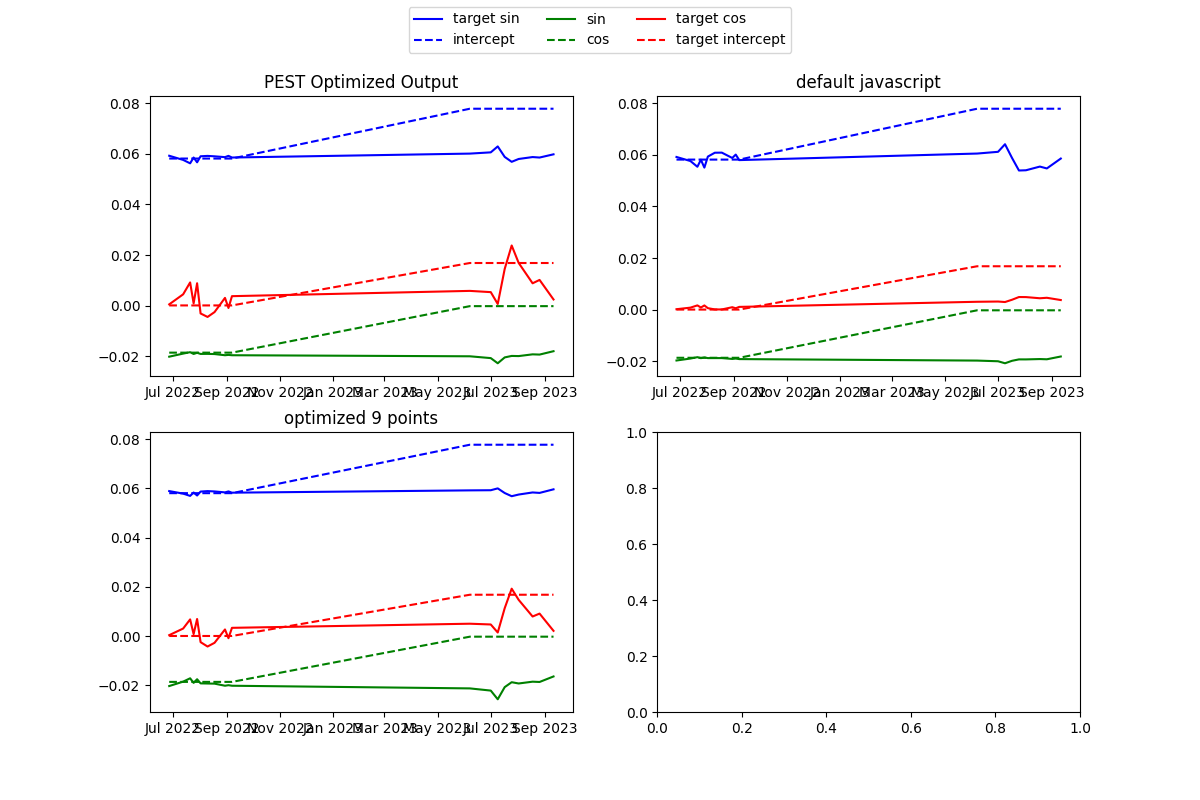 target sin sin target cos
intercept cos target intercept
PEST Optimized Output
0.08
0.06
0.04
0.02
0.00
−0.02
Jul 2022 Sep 2022 Nov 2022 Jan 2023 Mar 2023 May 2023 Jul 2023 Sep 2023
default javascript
0.08
0.06
0.04
0.02
0.00
−0.02
Jul 2022 Sep 2022 Nov 2022 Jan 2023 Mar 2023 May 2023 Jul 2023 Sep 2023
optimized 9 points
0.08
0.06
0.04
0.02
0.00
−0.02
Jul 2022 Sep 2022 Nov 2022 Jan 2023 Mar 2023 May 2023 Jul 2023 Sep 2023
1.0
0.8
0.6
0.4
0.2
0.0
0.0 0.2 0.4 0.6 0.8 1.0